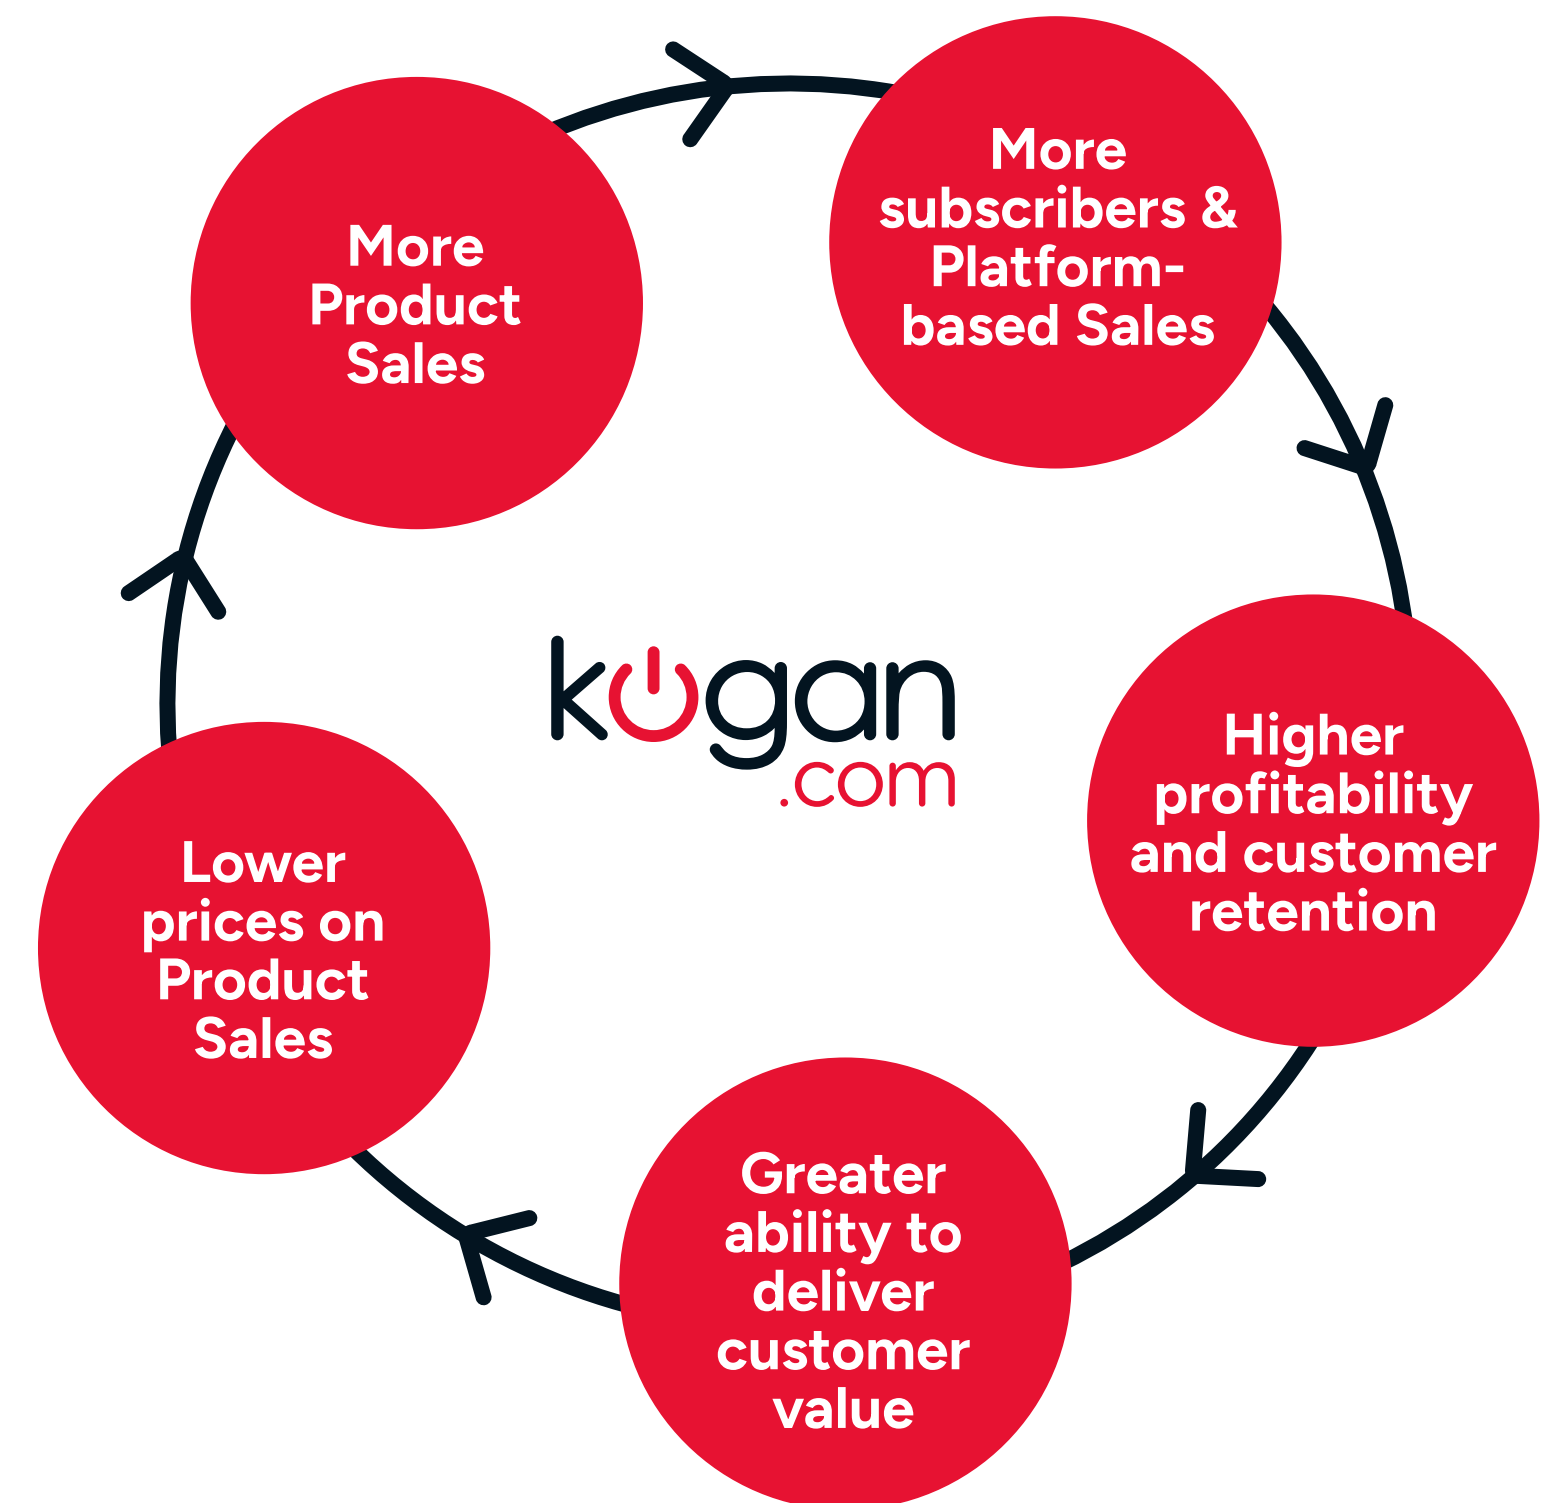 More
Product
Sales
More
subscribers &
Platform-
based Sales
Higher
profitability
and customer
retention
Greater
ability to
deliver
customer
value
Lower
prices on
Product
Sales
kogan
.com